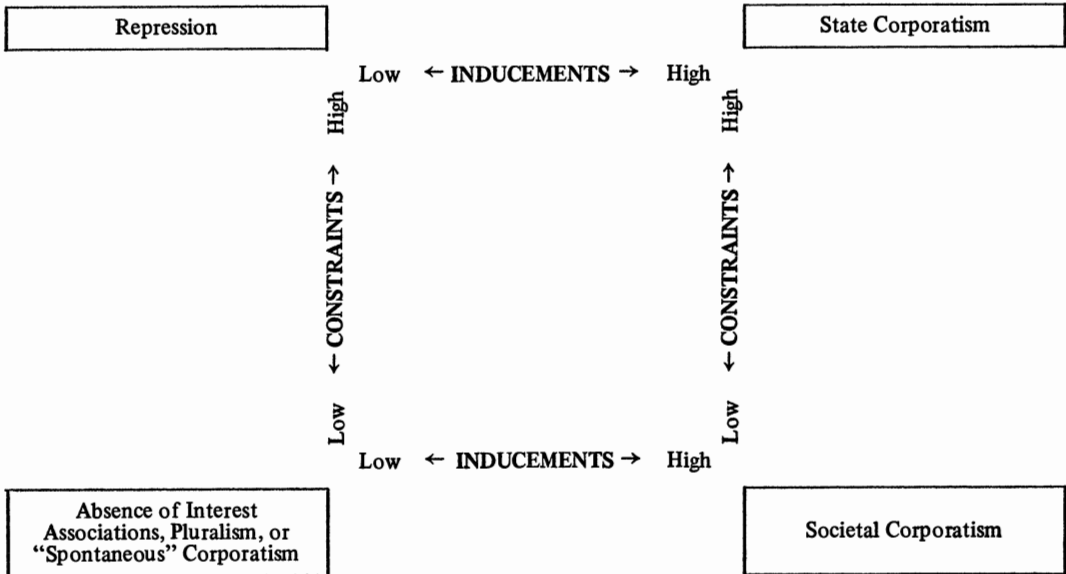 Repression
State Corporatism
Low ← INDUCEMENTS → High
High
← CONSTRAINTS →
Low
High
← CONSTRAINTS →
Low
Low ← INDUCEMENTS → High
Absence of Interest
Associations, Pluralism, or
“Spontaneous” Corporatism
Societal Corporatism